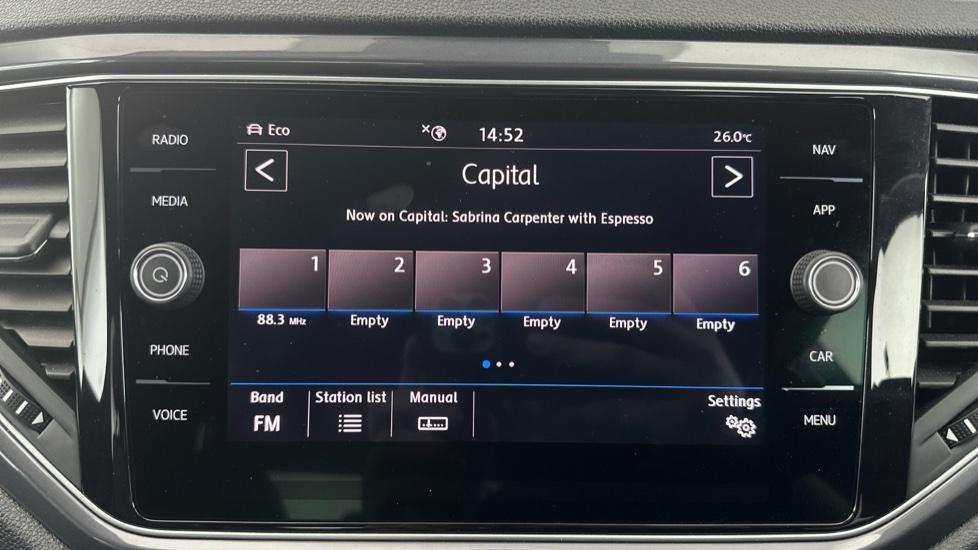 RADIO
MEDIA
PHONE
VOICE
Eco
14:52
26.0°C
Capital
Now on Capital: Sabrina Carpenter with Espresso
1 2 3 4 5 6
88.3 MHz Empty Empty Empty Empty Empty
Band Station list Manual Settings
FM
NAV
APP
CAR
MENU